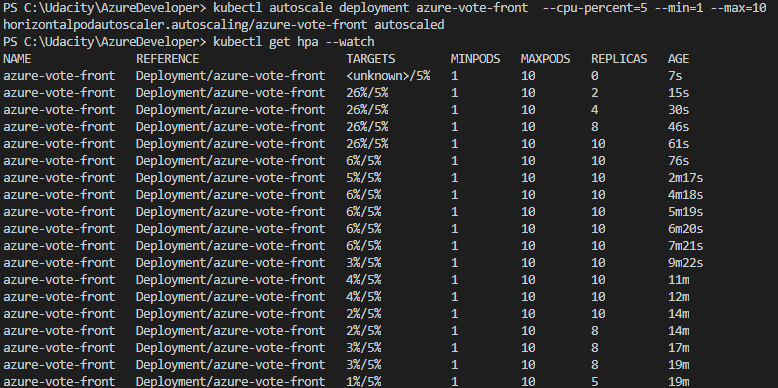 PS C:\Udacity\AzureDeveloper> kubectl autoscale deployment azure-vote-front  --cpu-percent=5 --min=1 --max=10
horizontalpodautoscaler.autoscaling/azure-vote-front autoscaled
PS C:\Udacity\AzureDeveloper> kubectl get hpa --watch
NAME               REFERENCE                     TARGETS        MINPODS   MAXPODS   REPLICAS   AGE
azure-vote-front   Deployment/azure-vote-front   <unknown>/5%   1         10        0          7s
azure-vote-front   Deployment/azure-vote-front   26%/5%         1         10        2          15s
azure-vote-front   Deployment/azure-vote-front   26%/5%         1         10        4          30s
azure-vote-front   Deployment/azure-vote-front   26%/5%         1         10        8          46s
azure-vote-front   Deployment/azure-vote-front   26%/5%         1         10        10         61s
azure-vote-front   Deployment/azure-vote-front   6%/5%          1         10        10         76s
azure-vote-front   Deployment/azure-vote-front   5%/5%          1         10        10         2m17s
azure-vote-front   Deployment/azure-vote-front   6%/5%          1         10        10         4m18s
azure-vote-front   Deployment/azure-vote-front   6%/5%          1         10        10         5m19s
azure-vote-front   Deployment/azure-vote-front   6%/5%          1         10        10         6m20s
azure-vote-front   Deployment/azure-vote-front   6%/5%          1         10        10         7m21s
azure-vote-front   Deployment/azure-vote-front   3%/5%          1         10        10         9m22s
azure-vote-front   Deployment/azure-vote-front   4%/5%          1         10        10         11m
azure-vote-front   Deployment/azure-vote-front   4%/5%          1         10        10         12m
azure-vote-front   Deployment/azure-vote-front   2%/5%          1         10        10         14m
azure-vote-front   Deployment/azure-vote-front   2%/5%          1         10        8          14m
azure-vote-front   Deployment/azure-vote-front   3%/5%          1         10        8          17m
azure-vote-front   Deployment/azure-vote-front   3%/5%          1         10        8          19m
azure-vote-front   Deployment/azure-vote-front   1%/5%          1         10        5          19m